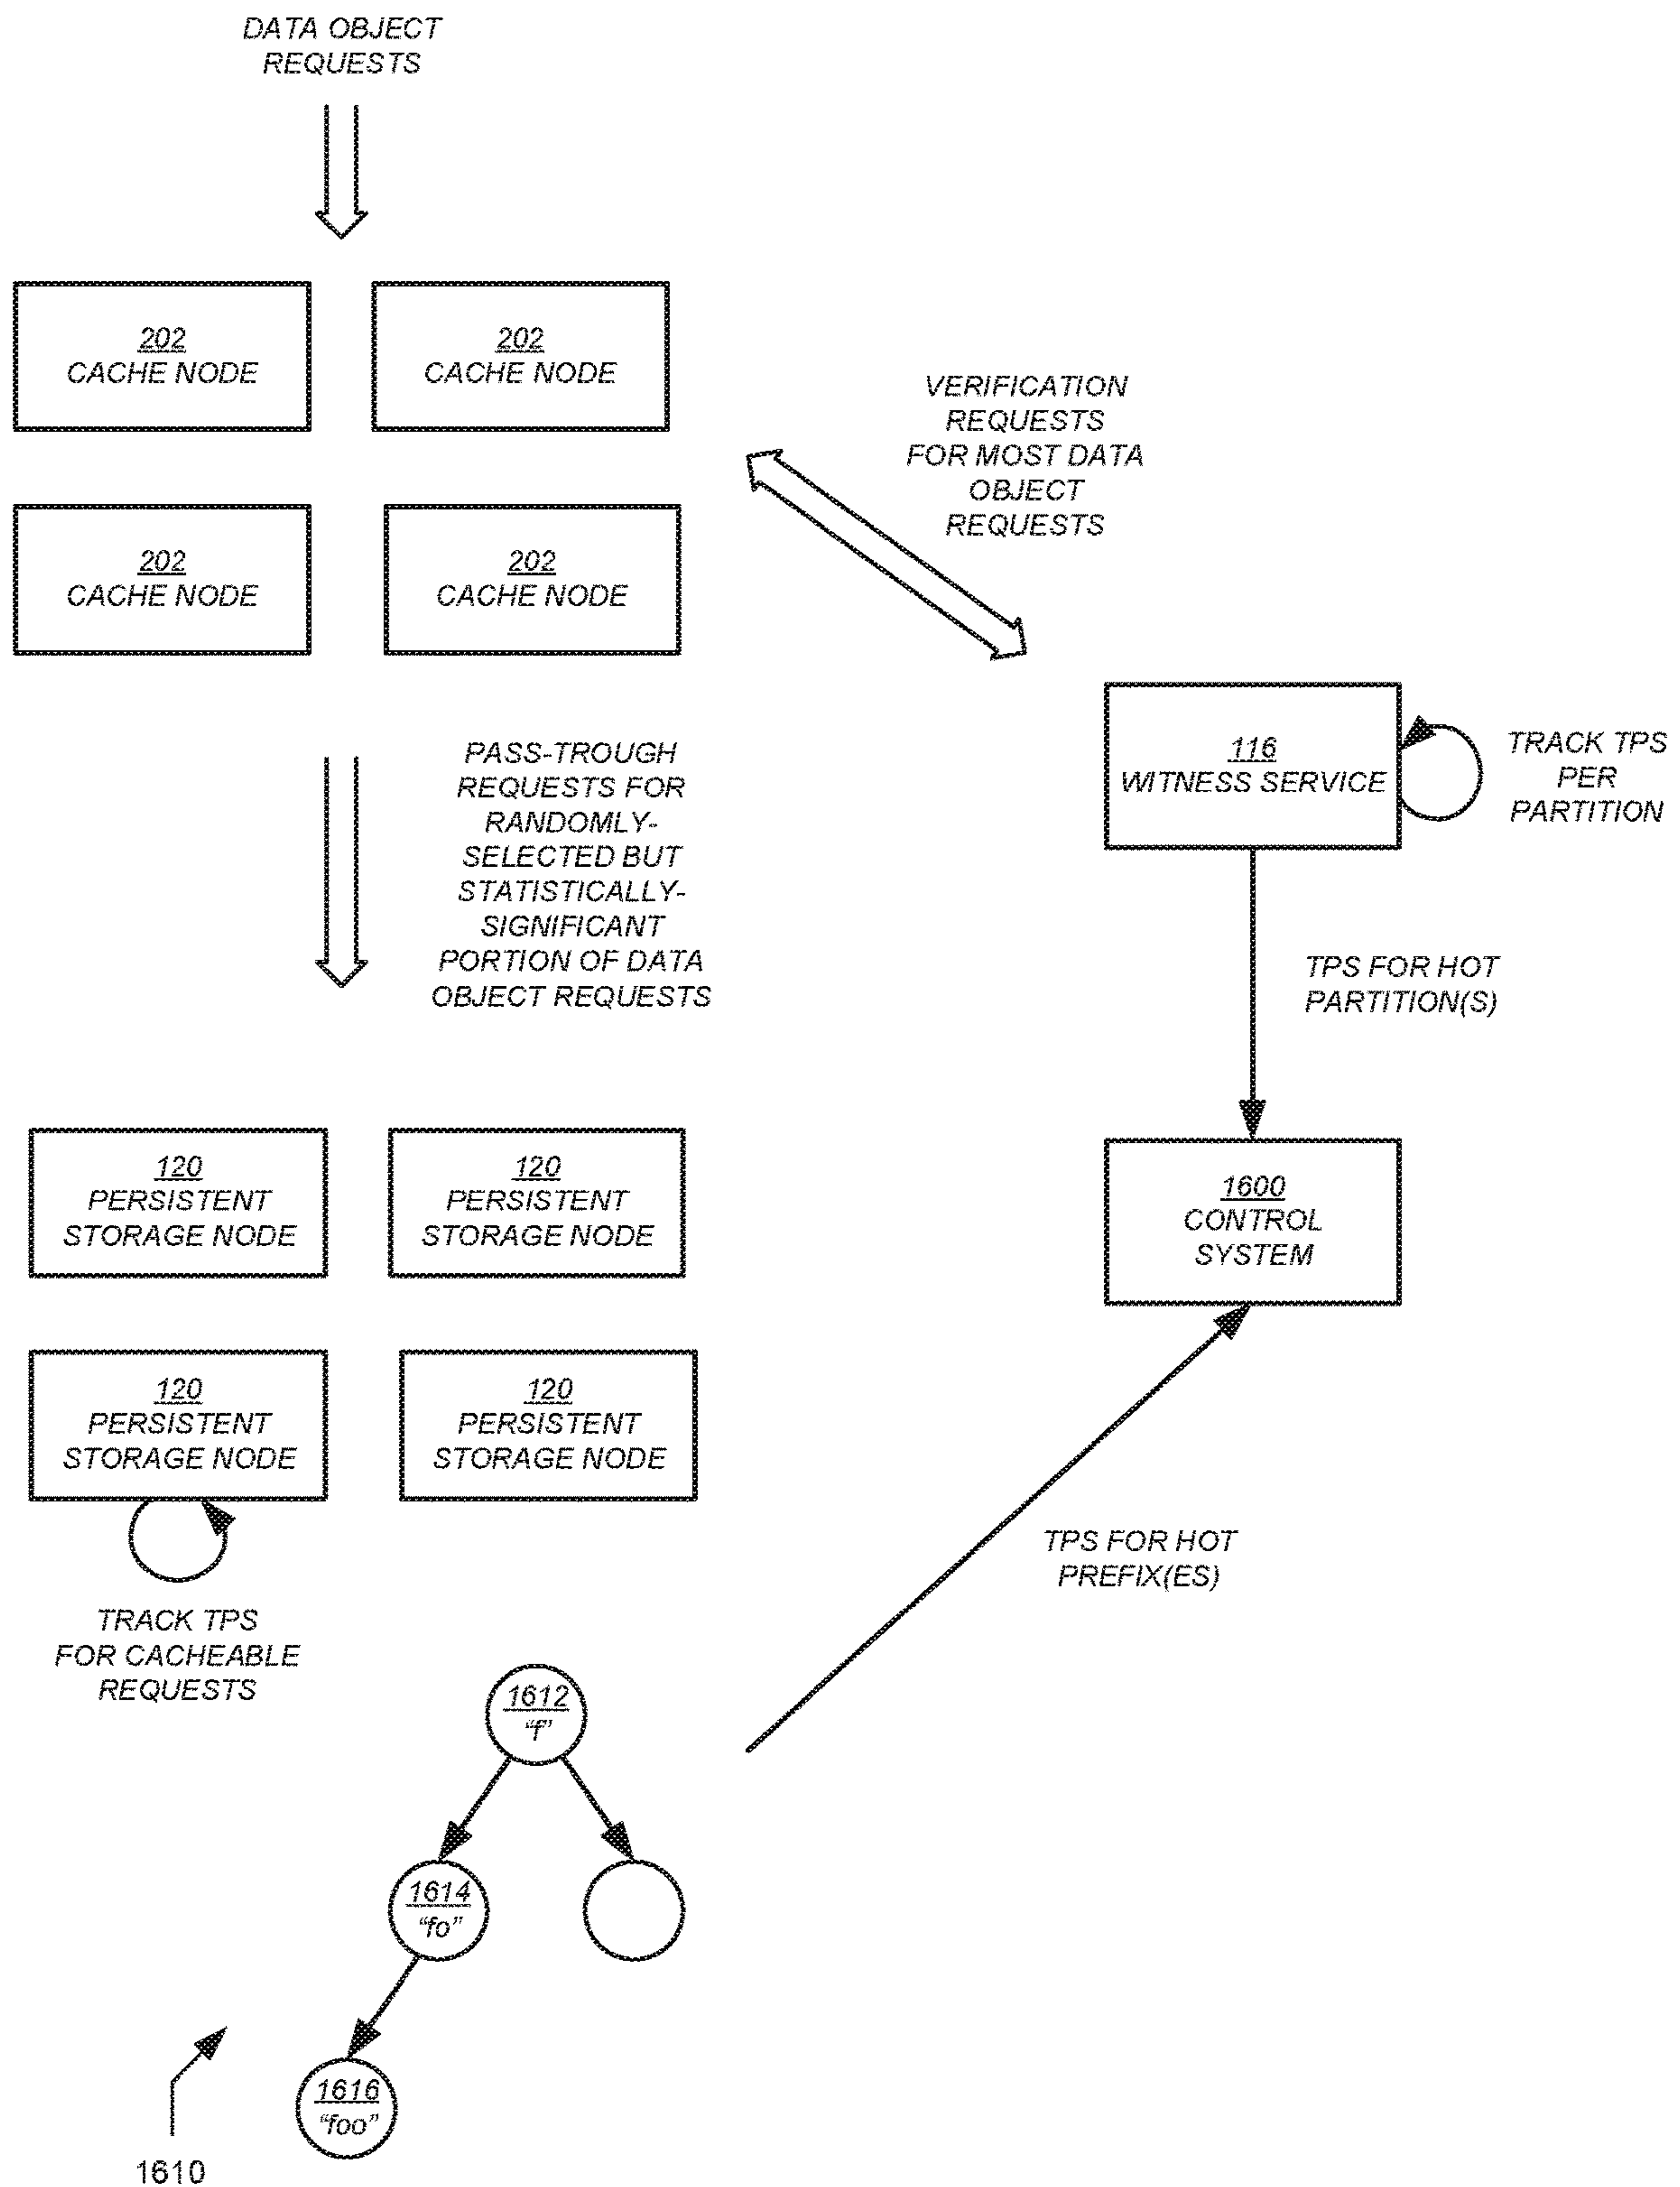 DATA OBJECT
REQUESTS
202
CACHE NODE
202
CACHE NODE
202
CACHE NODE
202
CACHE NODE
VERIFICATION
REQUESTS
FOR MOST DATA
OBJECT
REQUESTS
116
WITNESS SERVICE
TRACK TPS
PER
PARTITION
PASS-TROUGH
REQUESTS FOR
RANDOMLY-
SELECTED BUT
STATISTICALLY-
SIGNIFICANT
PORTION OF DATA
OBJECT REQUESTS
TPS FOR HOT
PARTITION(S)
120
PERSISTENT
STORAGE NODE
120
PERSISTENT
STORAGE NODE
1600
CONTROL
SYSTEM
120
PERSISTENT
STORAGE NODE
120
PERSISTENT
STORAGE NODE
TPS FOR HOT
PREFIX(ES)
TRACK TPS
FOR CACHEABLE
REQUESTS
1612
“f”
1614
“fo”
1616
“foo”
1610